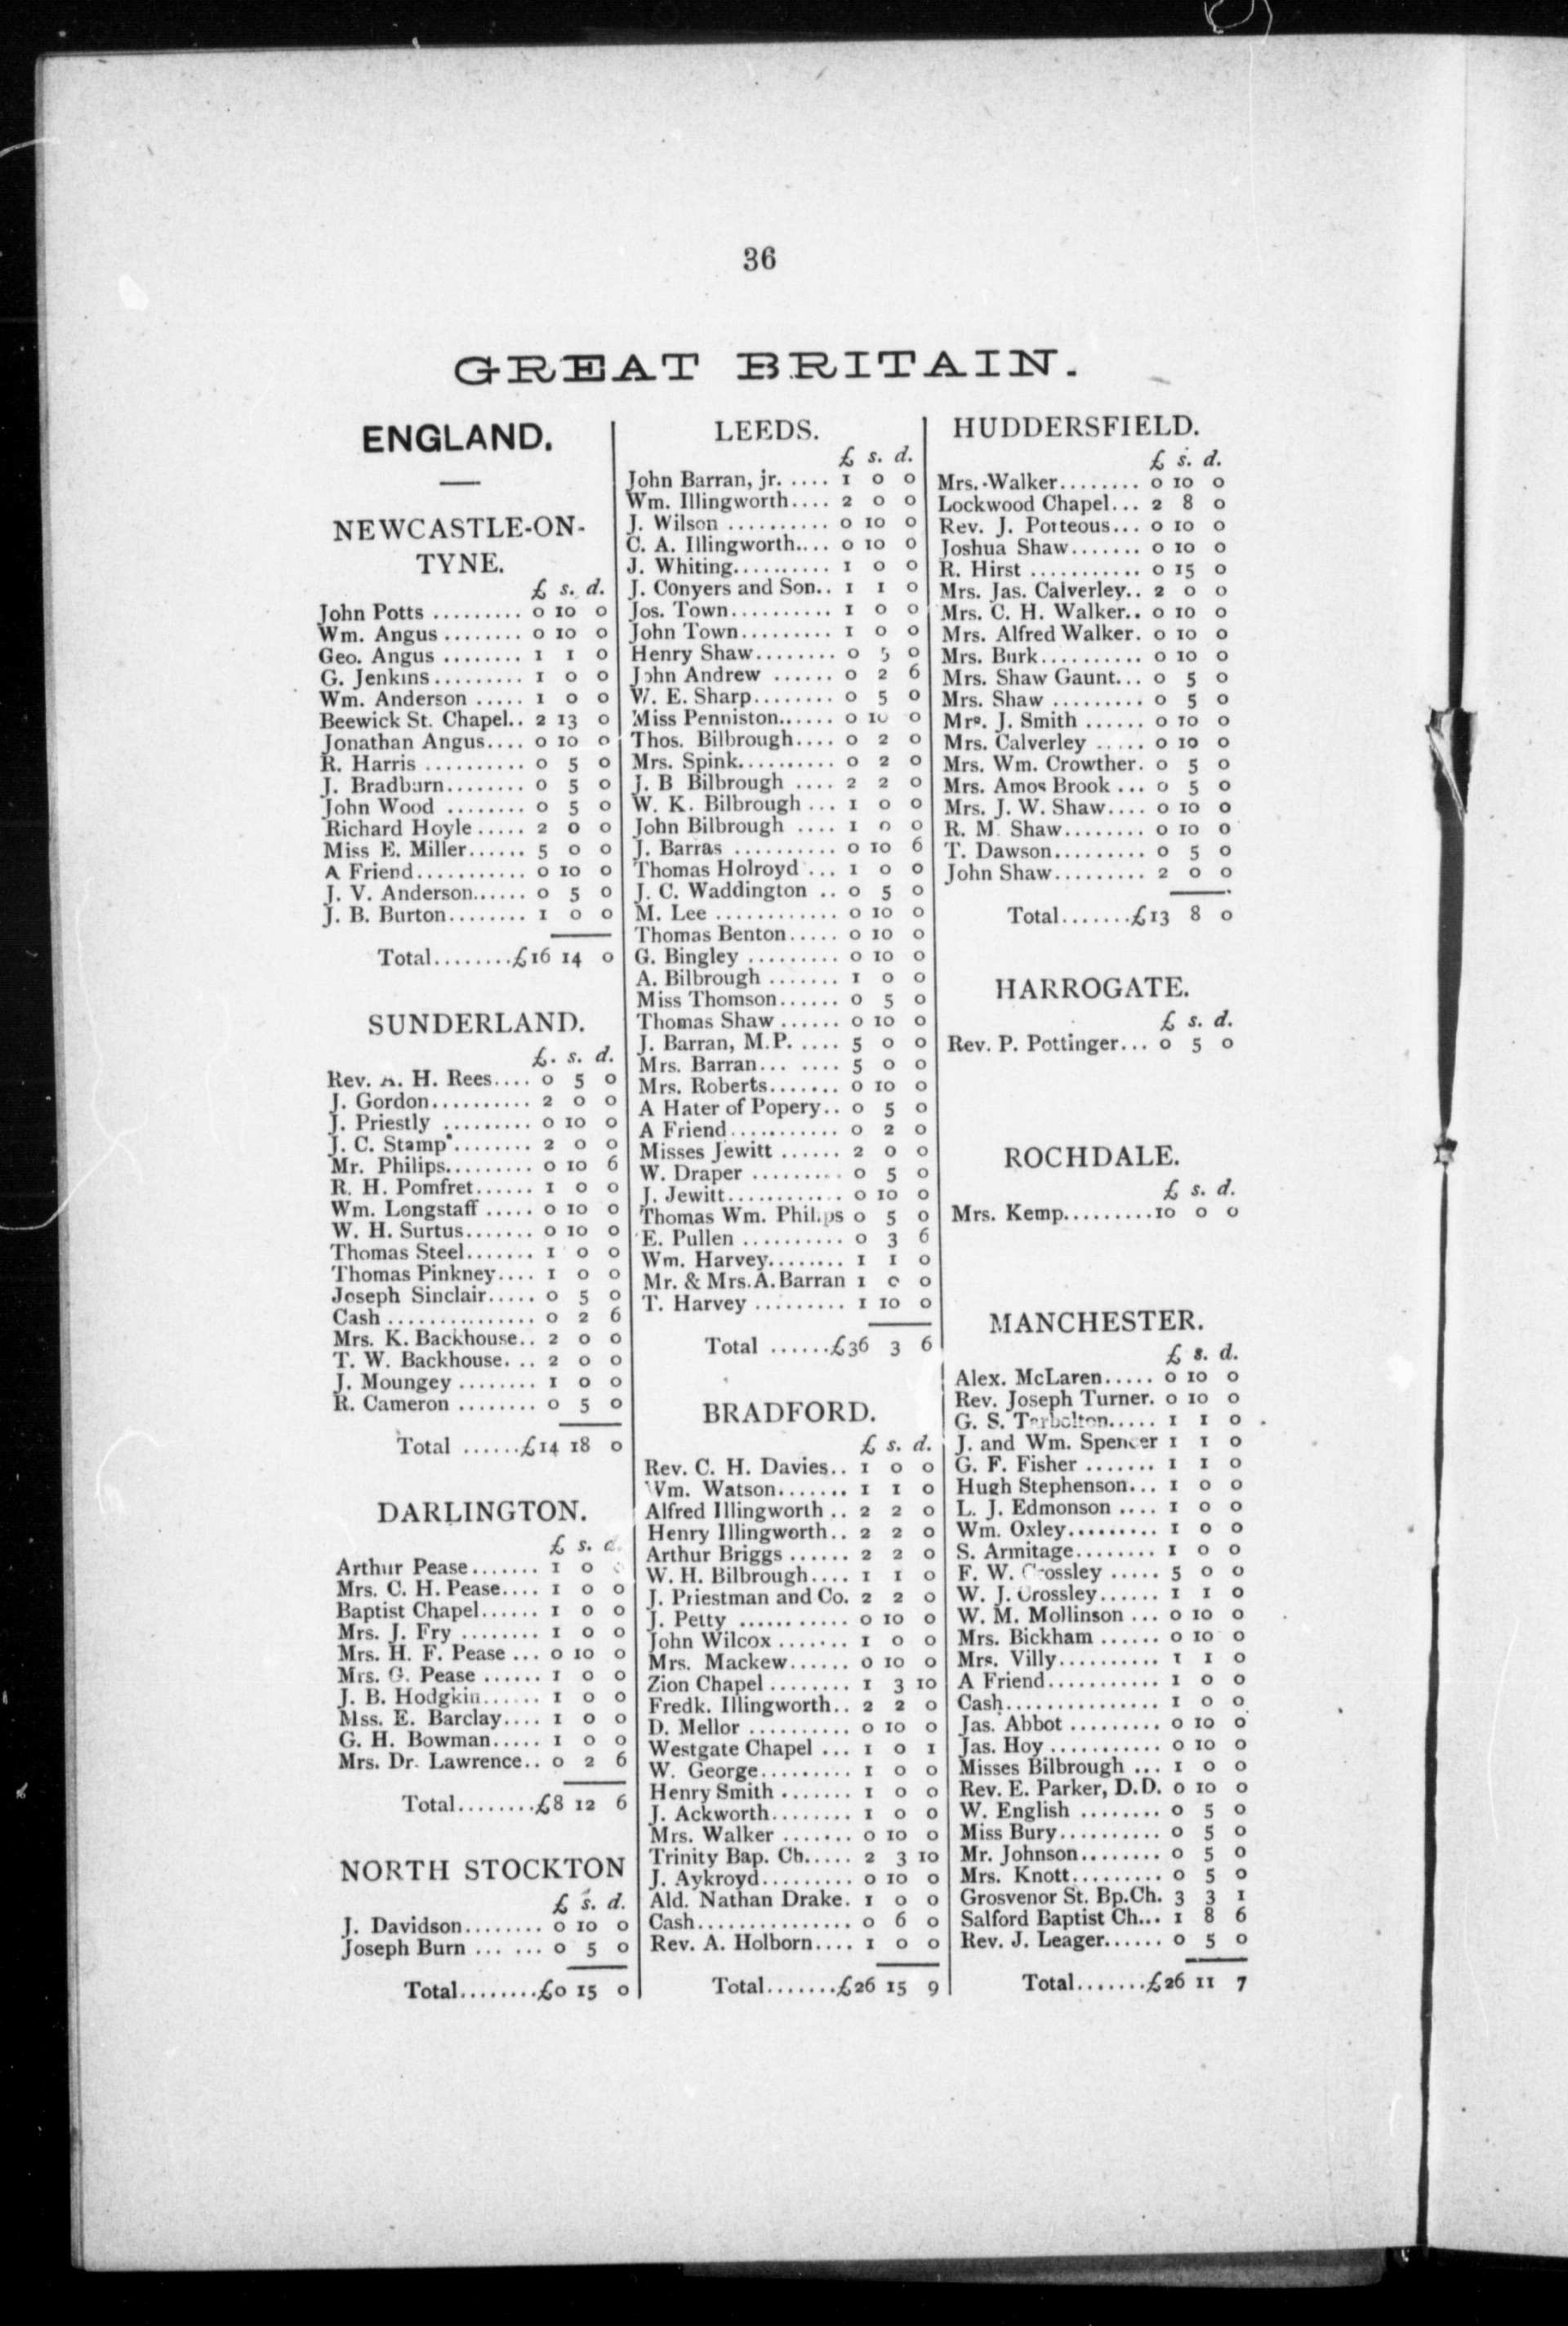 36
GREAT BRITAIN.
ENGLAND.
NEWCASTLE-ON-
TYNE.
£ s. d.
John Potts ......... 0 10 0
Wm. Angus ........ 0 10 0
Geo. Angus ........ 1 1 0
G. Jenkins......... 1 0 0
Wm. Anderson ..... 1 0 0
Beewick St. Chapel.. 2 13 0
Jonathan Angus.... 0 10 0
R. Harris .......... 0 5 0
J. Bradburn........ 0 5 0
John Wood ........ 0 5 0
Richard Hoyle ..... 2 0 0
Miss E. Miller...... 5 0 0
A Friend........... 0 10 0
J. V. Anderson...... 0 5 0
J. B. Burton........ 1 0 0
Total........£16 14 0
SUNDERLAND.
£. s. d.
Rev. A. H. Rees.... 0 5 0
J. Gordon.......... 2 0 0
J. Priestly ......... 0 10 0
J. C. Stamp........ 2 0 0
Mr. Philips......... 0 10 6
R. H. Pomfret...... 1 0 0
Wm. Longstaff ..... 0 10 0
W. H. Surtus....... 0 10 0
Thomas Steel....... 1 0 0
Thomas Pinkney.... 1 0 0
Joseph Sinclair..... 0 5 0
Cash ............... 0 2 6
Mrs. K. Backhouse.. 2 0 0
T. W. Backhouse. .. 2 0 0
J. Moungey ........ 1 0 0
R. Cameron ........ 0 5 0
Total ......£14 18 0
DARLINGTON.
£ s. d.
Arthur Pease....... 1 0 0
Mrs. C. H. Pease.... 1 0 0
Baptist Chapel...... 1 0 0
Mrs. J. Fry ........ 1 0 0
Mrs. H. F. Pease ... 0 10 0
Mrs. G. Pease ...... 1 0 0
J. B. Hodgkin...... 1 0 0
Mss. E. Barclay.... 1 0 0
G. H. Bowman..... 1 0 0
Mrs. Dr. Lawrence.. 0 2 6
Total........£8 12 6
NORTH STOCKTON
£ s. d.
J. Davidson........ 0 10 0
Joseph Burn ... ... 0 5 0
Total........£0 15 0
LEEDS.
£ s. d.
John Barran, jr. .... 1 0 0
Wm. Illingworth.... 2 0 0
J. Wilson .......... 0 10 0
C. A. Illingworth.... 0 10 0
J. Whiting.......... 1 0 0
J. Conyers and Son.. 1 1 0
Jos. Town.......... 1 0 0
John Town......... 1 0 0
Henry Shaw........ 0 5 0
John Andrew ...... 0 2 6
W. E. Sharp........ 0 5 0
Miss Penniston...... 0 10 0
Thos. Bilbrough.... 0 2 0
Mrs. Spink.......... 0 2 0
J. B Bilbrough .... 2 2 0
W. K. Bilbrough ... 1 0 0
John Bilbrough .... 1 0 0
J. Barras .......... 0 10 6
Thomas Holroyd ... 1 0 0
J. C. Waddington .. 0 5 0
M. Lee ............ 0 10 0
Thomas Benton..... 0 10 0
G. Bingley ......... 0 10 0
A. Bilbrough ....... 1 0 0
Miss Thomson...... 0 5 0
Thomas Shaw ...... 0 10 0
J. Barran, M.P. .... 5 0 0
Mrs. Barran... .... 5 0 0
Mrs. Roberts....... 0 10 0
A Hater of Popery.. 0 5 0
A Friend........... 0 2 0
Misses Jewitt ...... 2 0 0
W. Draper ......... 0 5 0
J. Jewitt............ 0 10 0
Thomas Wm. Philips 0 5 0
E. Pullen .......... 0 3 6
Wm. Harvey........ 1 1 0
Mr. & Mrs. A. Barran 1 0 0
T. Harvey ......... 1 10 0
Total ......£36 3 6
BRADFORD.
£ s. d.
Rev. C. H. Davies.. 1 0 0
Wm. Watson....... 1 1 0
Alfred Illingworth .. 2 2 0
Henry Illingworth.. 2 2 0
Arthur Briggs ...... 2 2 0
W. H. Bilbrough.... 1 1 0
J. Priestman and Co. 2 2 0
J. Petty ........... 0 10 0
John Wilcox ....... 1 0 0
Mrs. Mackew...... 0 10 0
Zion Chapel ........ 1 3 10
Fredk. Illingworth.. 2 2 0
D. Mellor .......... 0 10 0
Westgate Chapel ... 1 0 1
W. George......... 1 0 0
Henry Smith ....... 1 0 0
J. Ackworth........ 1 0 0
Mrs. Walker ....... 0 10 0
Trinity Bap. Ch..... 2 3 10
J. Aykroyd......... 0 10 0
Ald. Nathan Drake. 1 0 0
Cash............... 0 6 0
Rev. A. Holborn.... 1 0 0
Total.......£26 15 9
HUDDERSFIELD.
£ s. d.
Mrs. Walker........ 0 10 0
Lockwood Chapel... 2 8 0
Rev. J. Porteous... 0 10 0
Joshua Shaw....... 0 10 0
R. Hirst ........... 0 15 0
Mrs. Jas. Calverley.. 2 0 0
Mrs. C. H. Walker.. 0 10 0
Mrs. Alfred Walker. 0 10 0
Mrs. Burk.......... 0 10 0
Mrs. Shaw Gaunt... 0 5 0
Mrs. Shaw ......... 0 5 0
Mrs. J. Smith ...... 0 10 0
Mrs. Calverley ..... 0 10 0
Mrs. Wm. Crowther. 0 5 0
Mrs. Amos Brook ... 0 5 0
Mrs. J. W. Shaw.... 0 10 0
R. M. Shaw........ 0 10 0
T. Dawson......... 0 5 0
John Shaw......... 2 0 0
Total.......£13 8 0
HARROGATE.
£ s. d.
Rev. P. Pottinger... 0 5 0
ROCHDALE.
£ s. d.
Mrs. Kemp.........10 0 0
MANCHESTER.
£ s. d.
Alex. McLaren..... 0 10 0
Rev. Joseph Turner. 0 10 0
G. S. Tarbolton..... 1 1 0
J. and Wm. Spencer 1 1 0
G. F. Fisher ....... 1 1 0
Hugh Stephenson... 1 0 0
L. J. Edmonson .... 1 0 0
Wm. Oxley......... 1 0 0
S. Armitage........ 1 0 0
F. W. Crossley ..... 5 0 0
W. J. Crossley...... 1 1 0
W. M. Mollinson ... 0 10 0
Mrs. Bickham ...... 0 10 0
Mrs. Villy.......... 1 1 0
A Friend........... 1 0 0
Cash............... 1 0 0
Jas. Abbot ......... 0 10 0
Jas. Hoy ........... 0 10 0
Misses Bilbrough ... 1 0 0
Rev. E. Parker, D.D. 0 10 0
W. English ........ 0 5 0
Miss Bury.......... 0 5 0
Mr. Johnson........ 0 5 0
Mrs. Knott......... 0 5 0
Grosvenor St. Bp.Ch. 3 3 1
Salford Baptist Ch... 1 8 6
Rev. J. Leager...... 0 5 0
Total.......£26 11 7